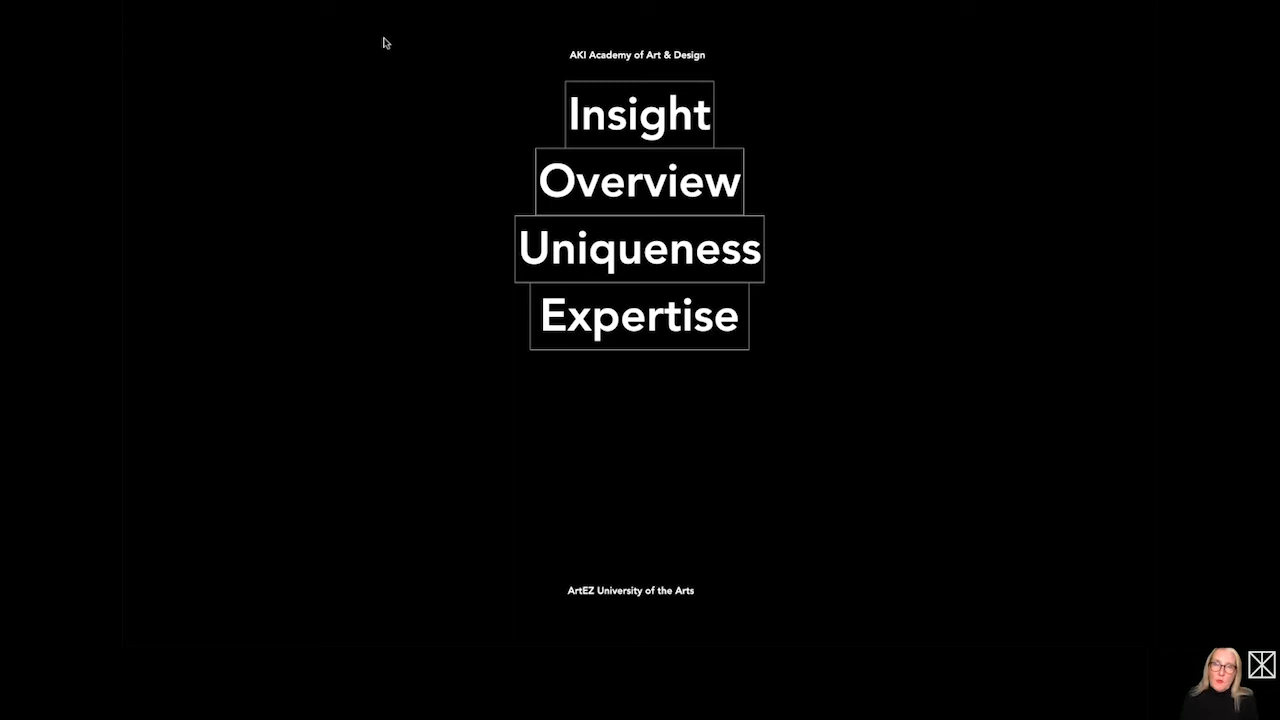 AKI Academy of Art & Design
Insight
Overview
Uniqueness
Expertise
ArtEZ University of the Arts